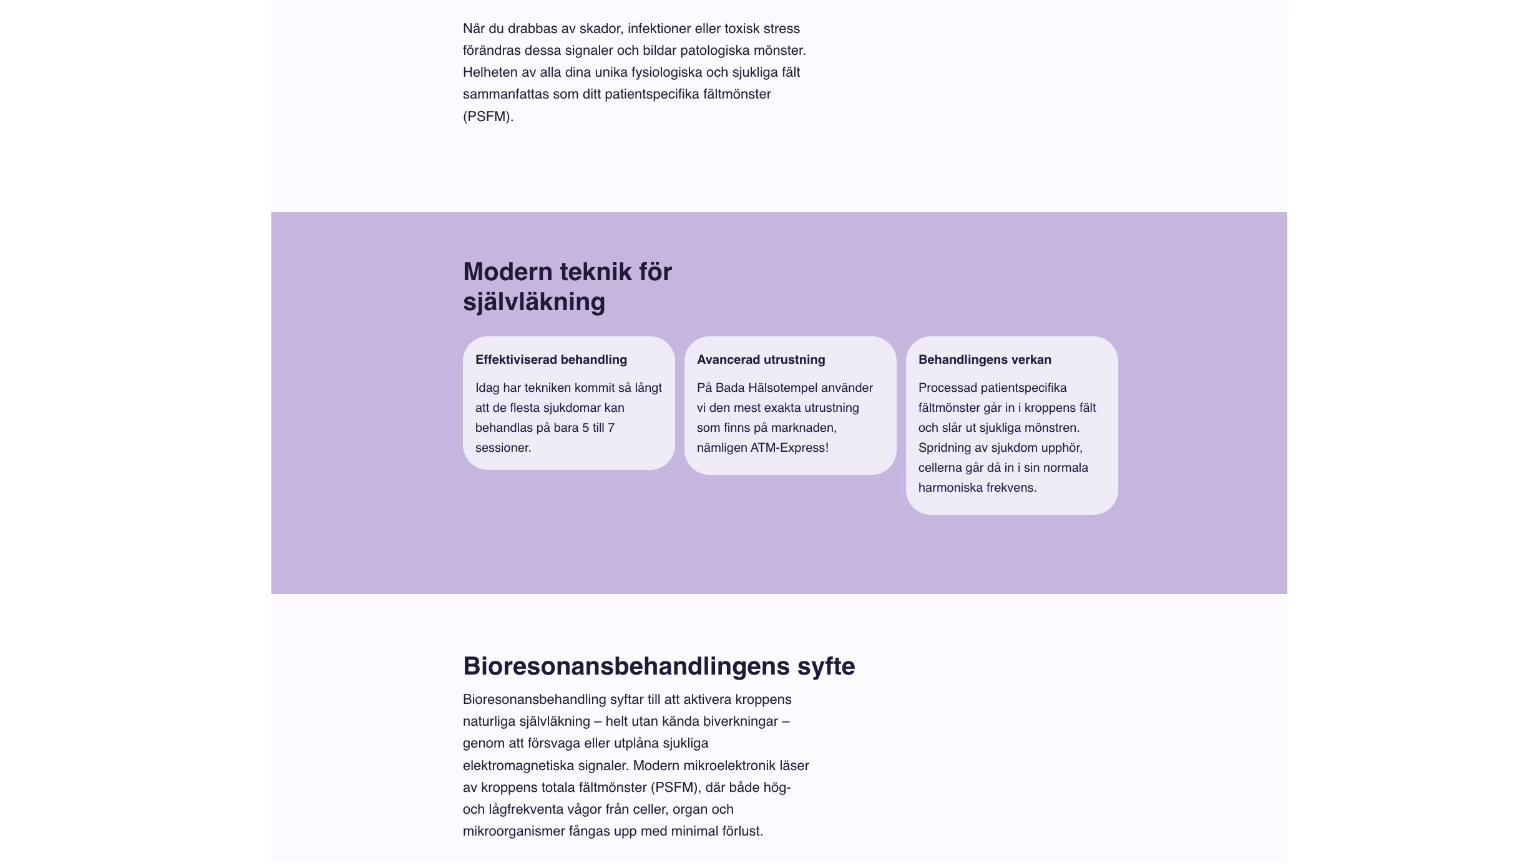 När du drabbas av skador, infektioner eller toxisk stress
förändras dessa signaler och bildar patologiska mönster.
Helheten av alla dina unika fysiologiska och sjukliga fält
sammanfattas som ditt patientspecifika fältmönster
(PSFM).
Modern teknik för
självläkning
Effektiviserad behandling
Idag har tekniken kommit så långt
att de flesta sjukdomar kan
behandlas på bara 5 till 7
sessioner.
Avancerad utrustning
På Bada Hälsotempel använder
vi den mest exakta utrustning
som finns på marknaden,
nämligen ATM-Express!
Behandlingens verkan
Processad patientspecifika
fältmönster går in i kroppens fält
och slår ut sjukliga mönstren.
Spridning av sjukdom upphör,
cellerna går då in i sin normala
harmoniska frekvens.
Bioresonansbehandlingens syfte
Bioresonansbehandling syftar till att aktivera kroppens
naturliga självläkning – helt utan kända biverkningar –
genom att försvaga eller utplåna sjukliga
elektromagnetiska signaler. Modern mikroelektronik läser
av kroppens totala fältmönster (PSFM), där både hög-
och lågfrekventa vågor från celler, organ och
mikroorganismer fångas upp med minimal förlust.